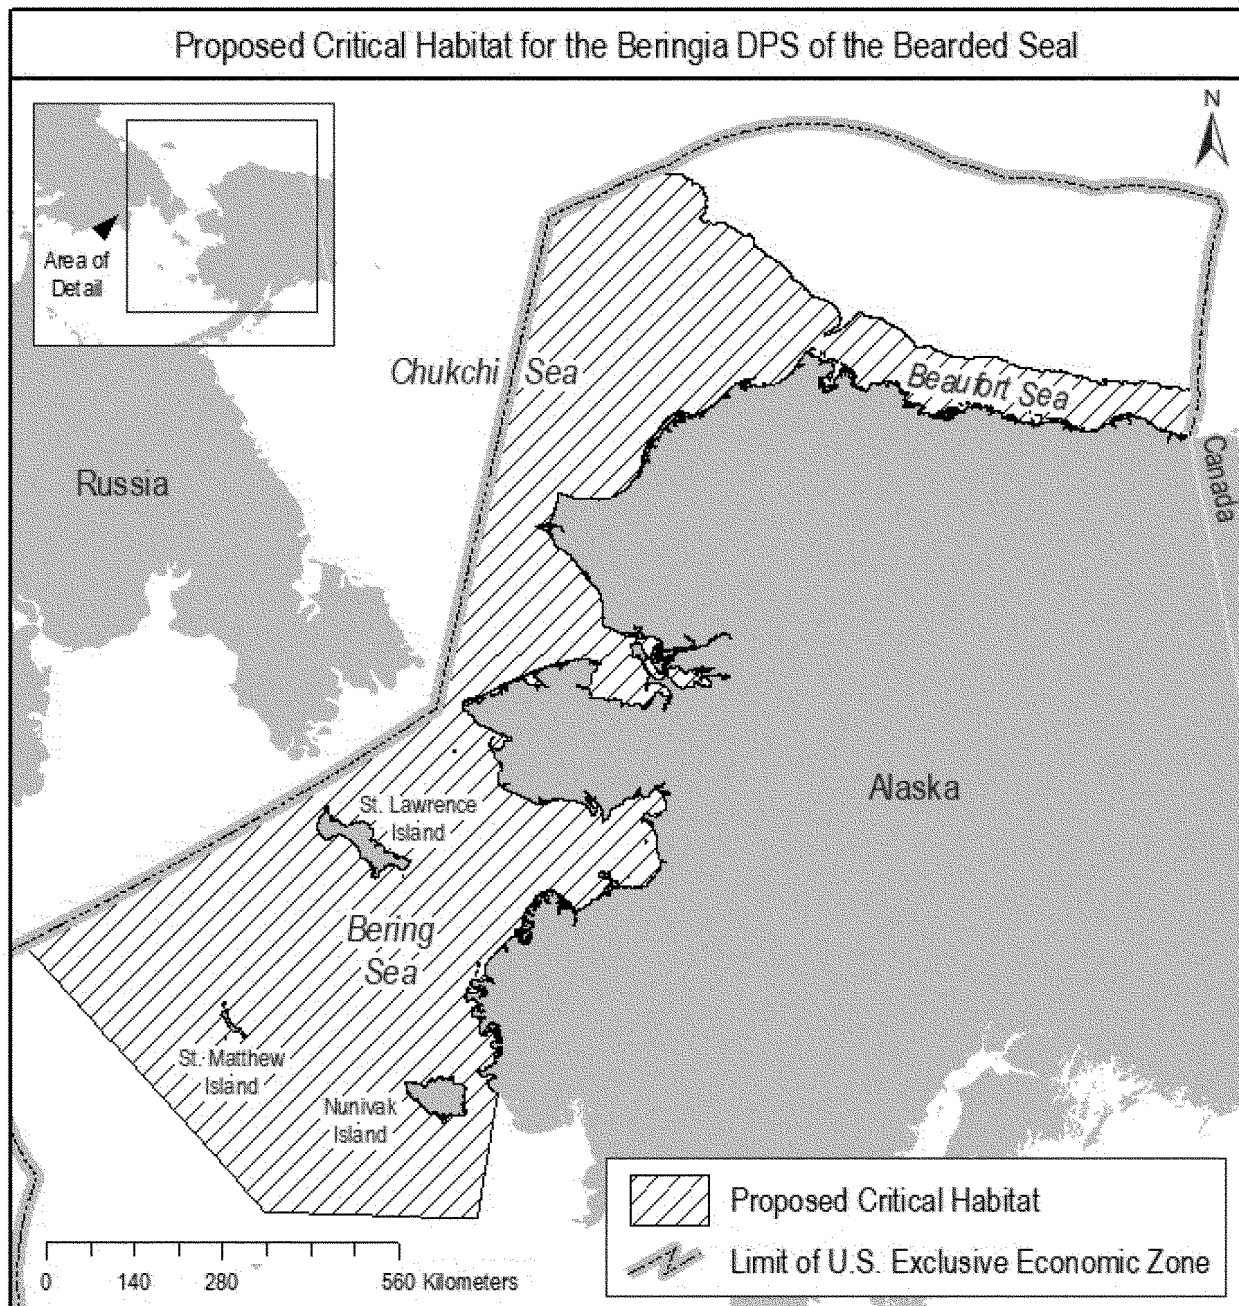 Proposed Critical Habitat for the Beringia DPS of the Bearded Seal
N
Area of
Detail
Chukchi Sea
Beaufort Sea
Russia
Canada
Alaska
St. Lawrence
Island
Bering
Sea
St. Matthew
Island
Nunivak
Island
Proposed Critical Habitat
Limit of U.S. Exclusive Economic Zone
0 140 280 560 Kilometers